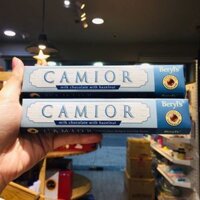 CAMIOR
milk chocolate with hazelnut
Beryl's
CAMIOR
milk chocolate with hazelnut
Beryl's